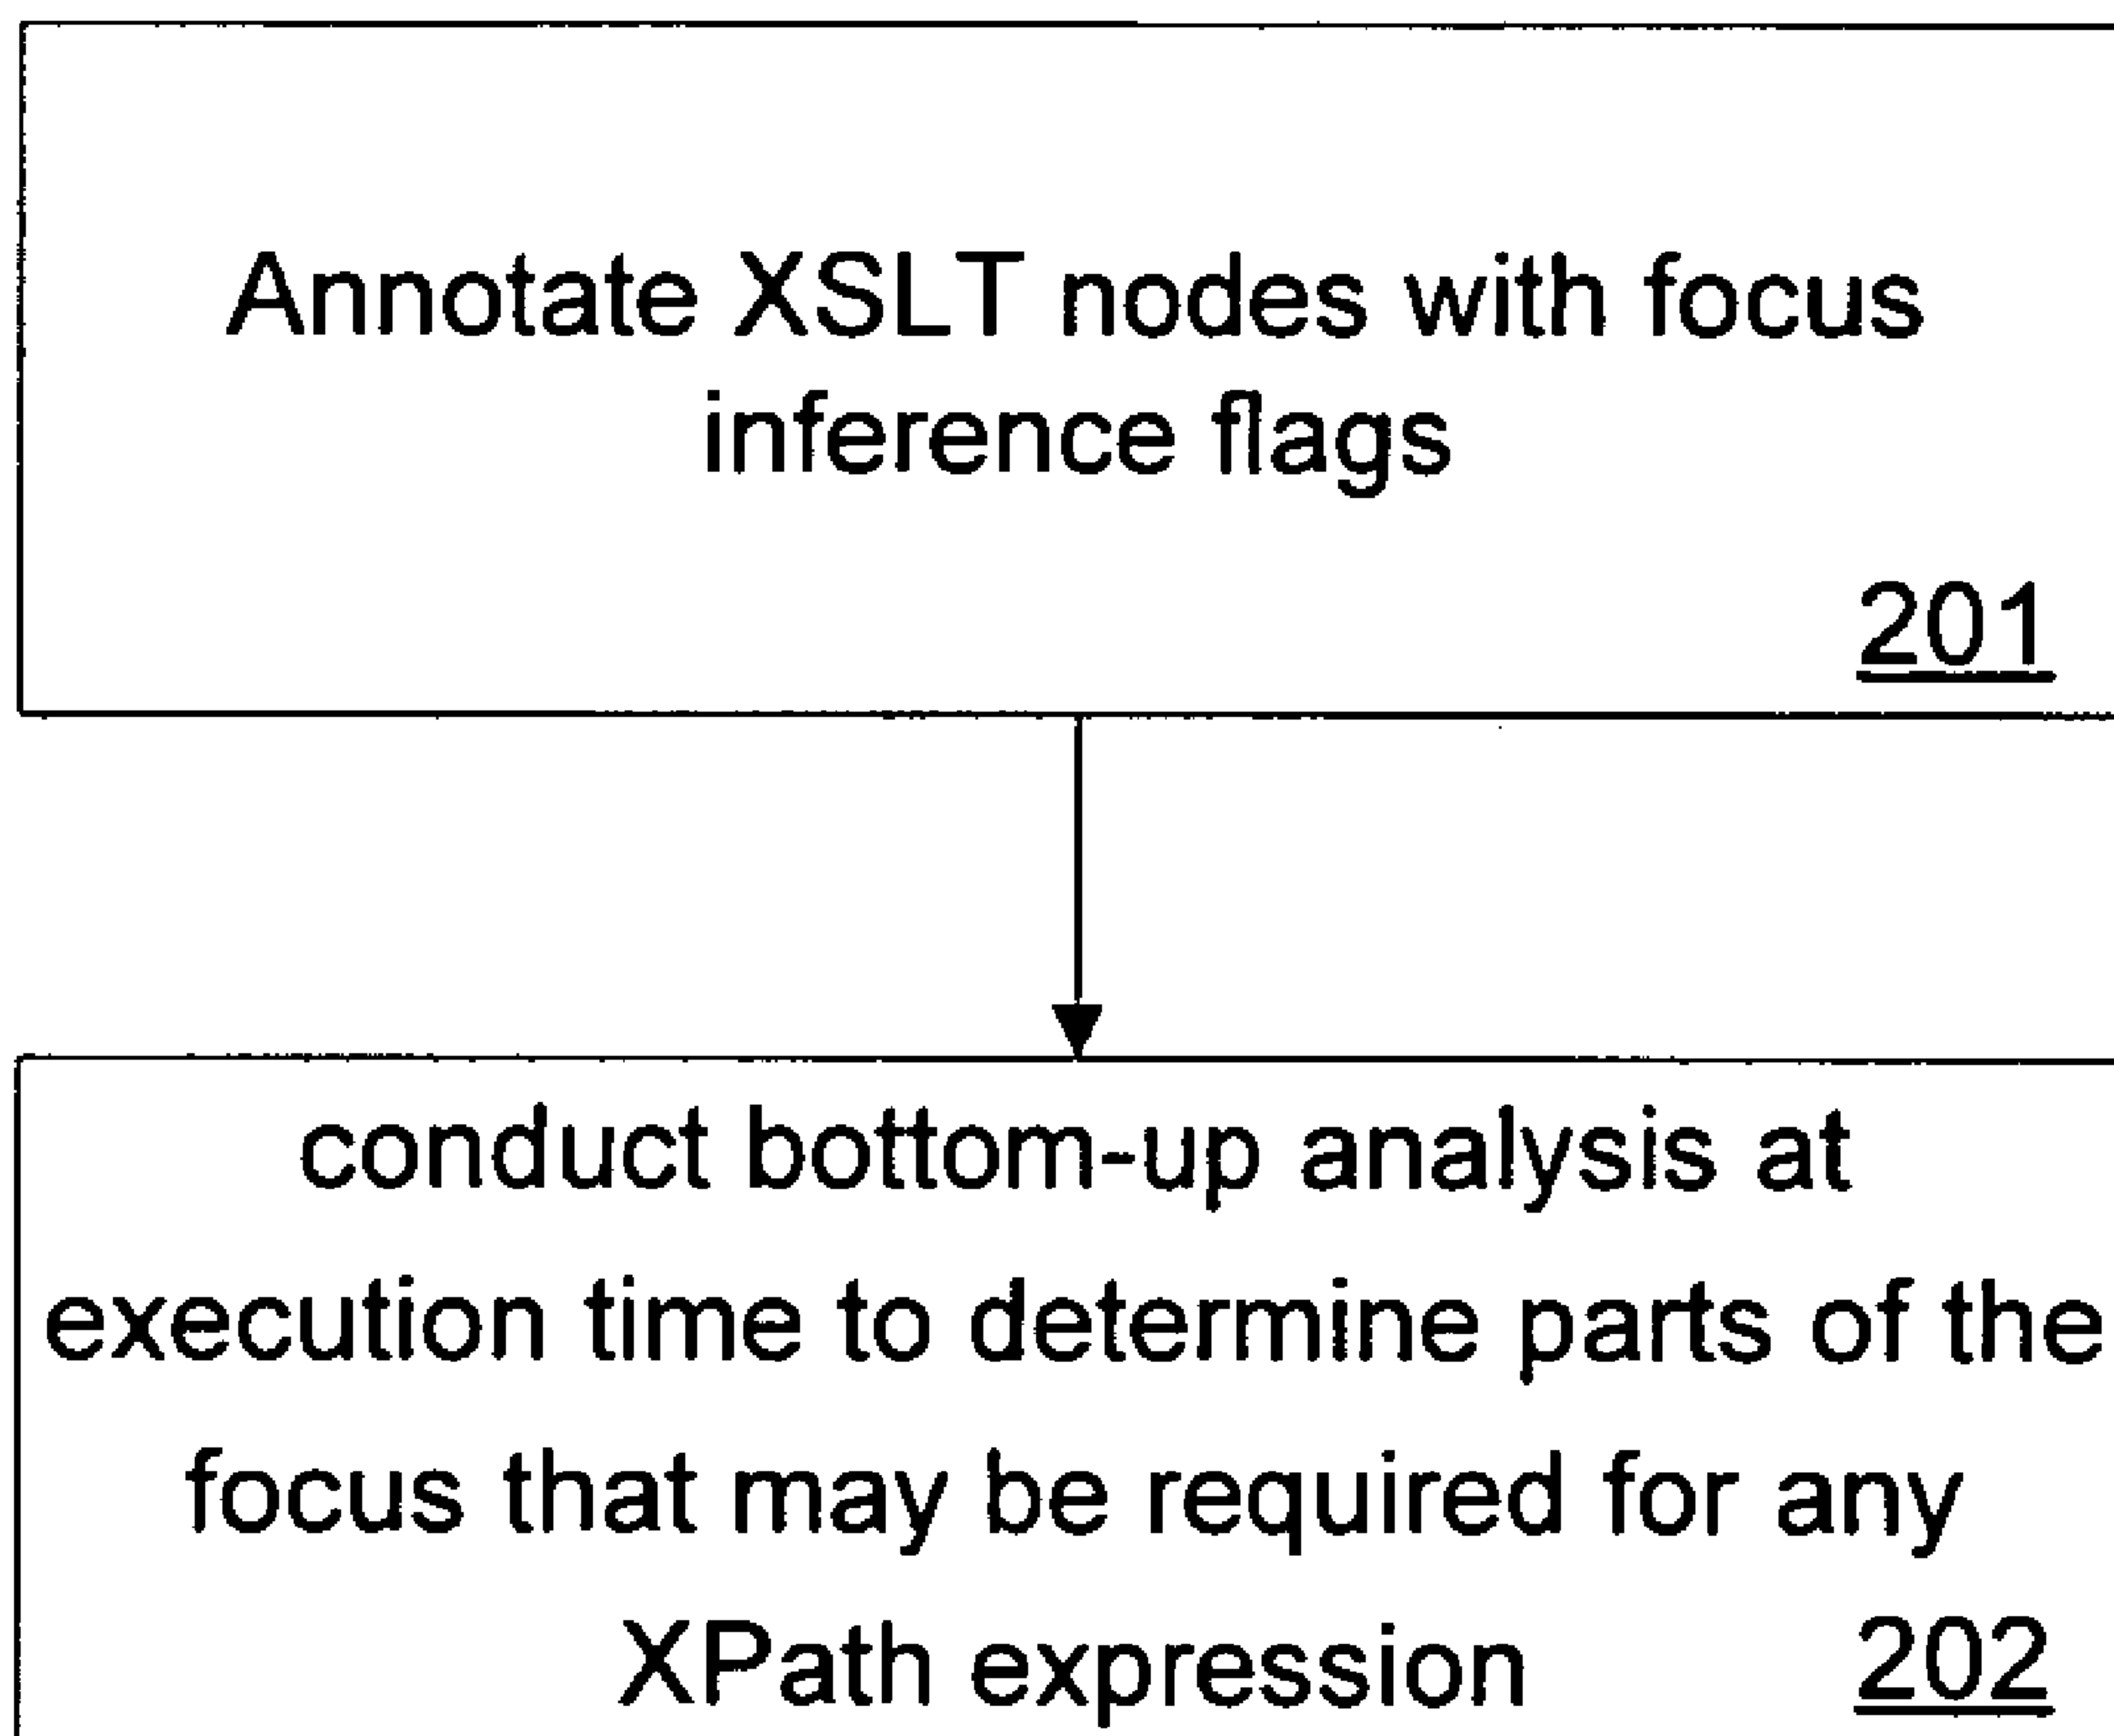 Annotate XSLT nodes with focus
inference flags
201
conduct bottom-up analysis at
execution time to determine parts of the
focus that may be required for any
XPath expression 202